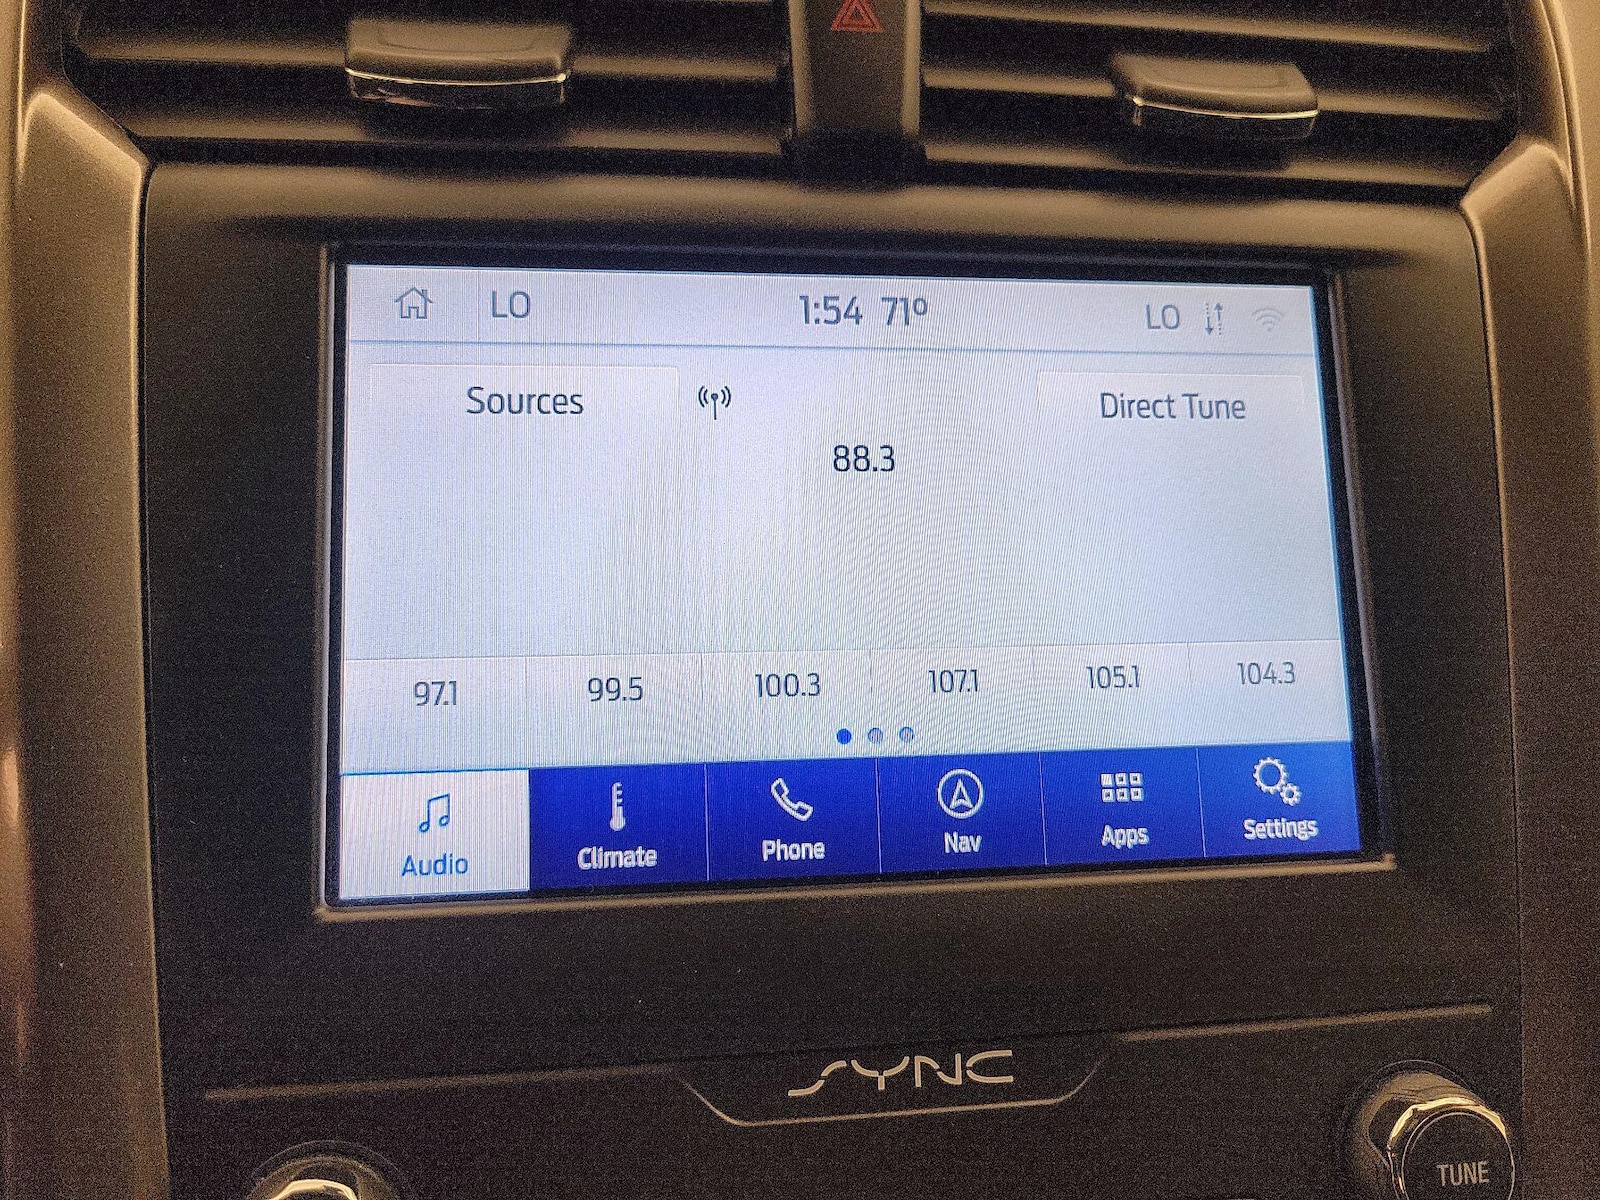 LO 1:54 71° LO
Sources Direct Tune
88.3
97.1 99.5 100.3 107.1 105.1 104.3
Audio Climate Phone Nav Apps Settings
SYNC
TUNE